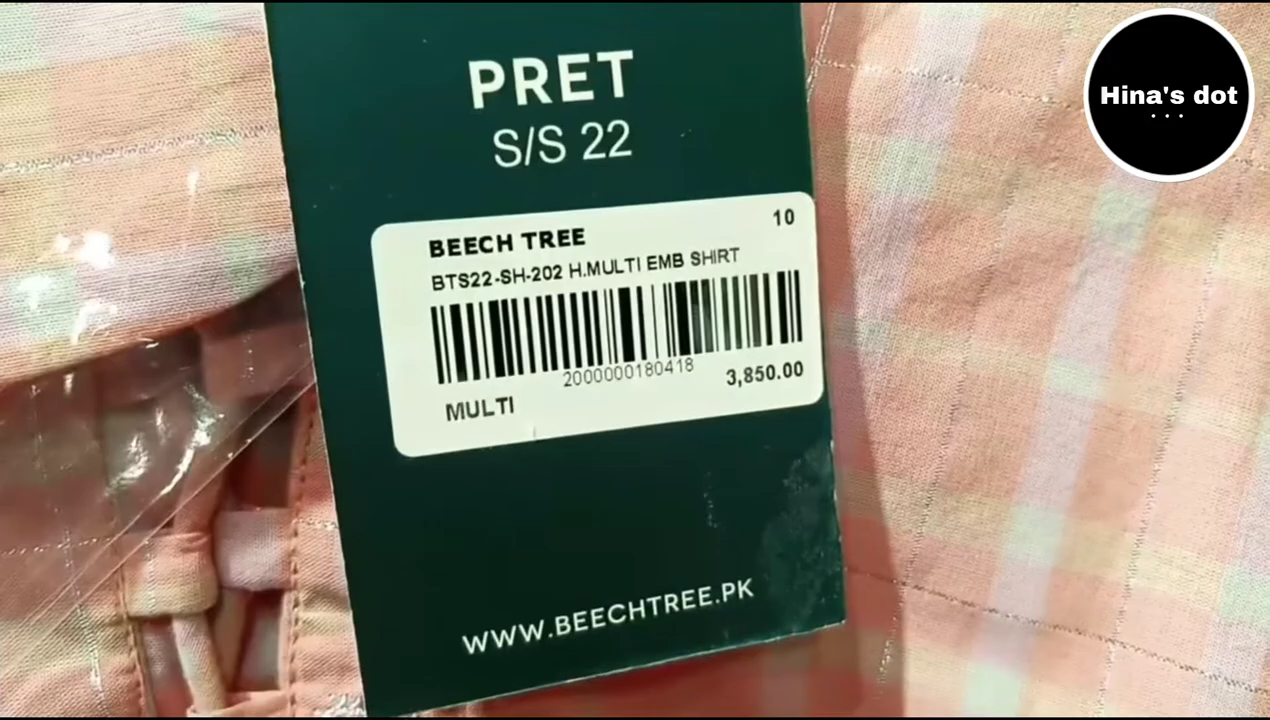 Hina's dot
...
PRET
S/S 22
BEECH TREE 10
BTS22-SH-202 H.MULTI EMB SHIRT
2000000180418
3,850.00
MULTI
WWW.BEECHTREE.PK